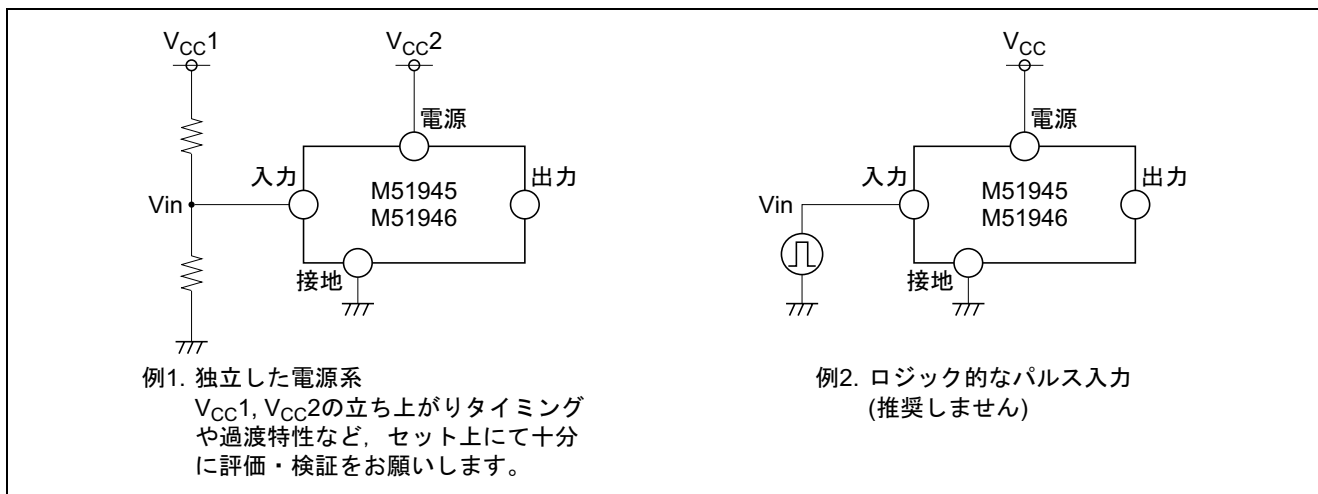 VCC1
VCC2
電源
入力
出力
Vin
M51945
M51946
接地
例1. 独立した電源系
VCC1, VCC2の立ち上がりタイミング
や過渡特性など，セット上にて十分
に評価・検証をお願いします。
VCC
電源
入力
出力
Vin
M51945
M51946
接地
例2. ロジック的なパルス入力
(推奨しません)